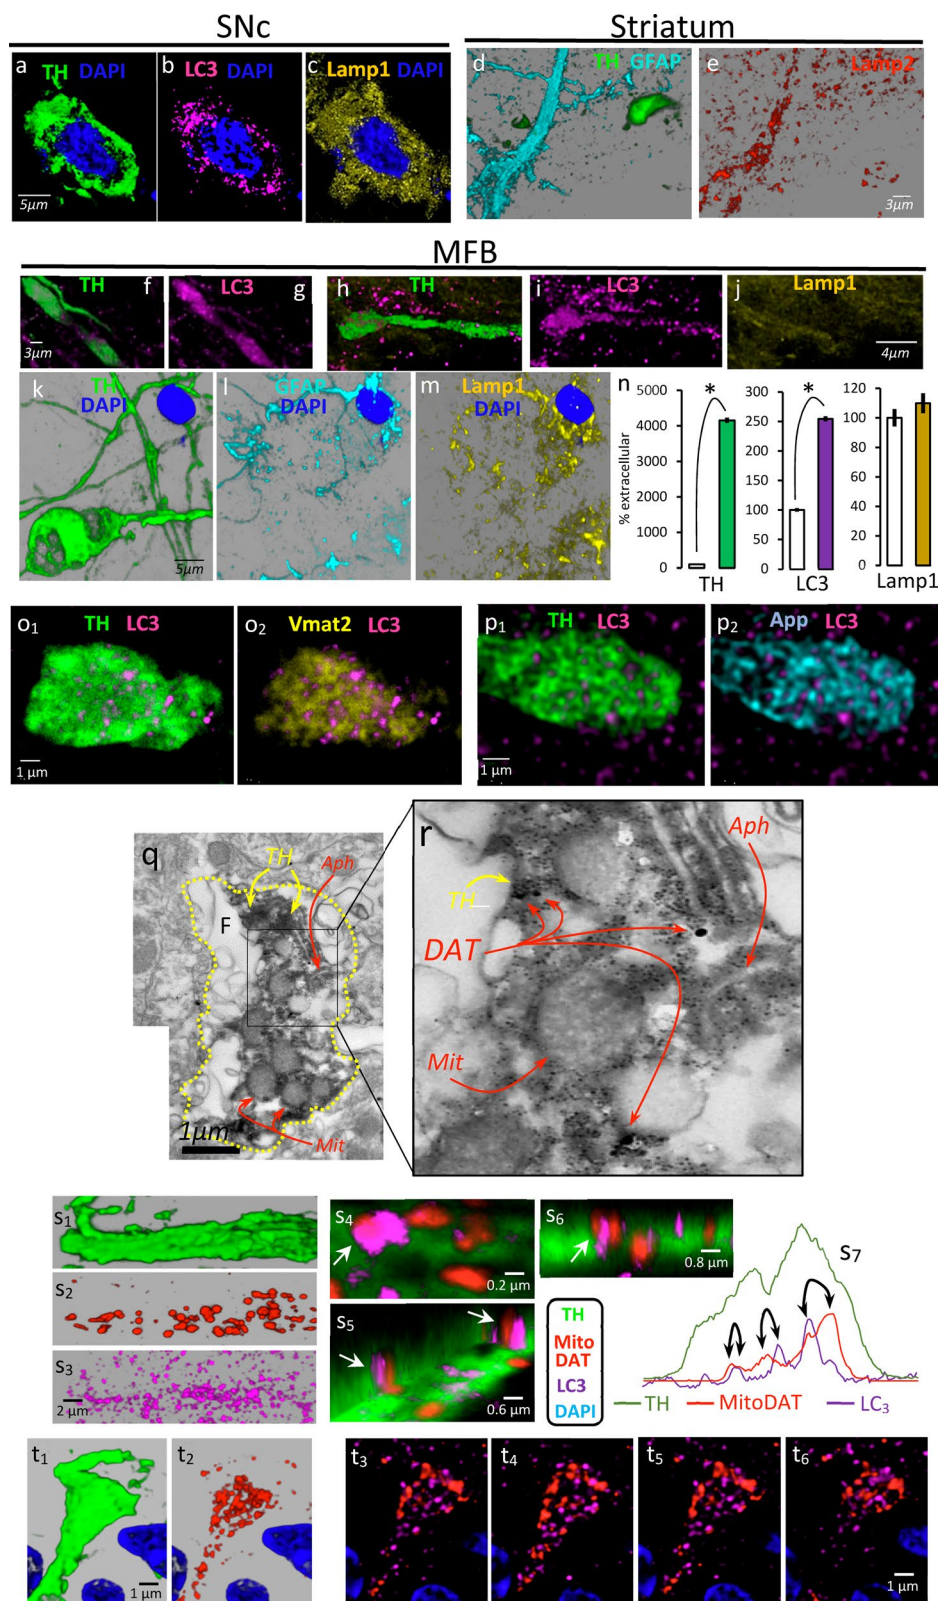 SNc Striatum
a TH DAPI b LC3 DAPI c Lamp1 DAPI d TH GFAP e Lamp2
5µm 3µm
MFB
TH f LC3 g h TH i LC3 j Lamp1
3µm 4µm
k TH DAPI l GFAP DAPI m Lamp1 DAPI n
5µm
% extracellular
5000
4000
3000
2000
1000
0
*
TH
300
250
200
150
100
50
0
*
LC3
120
100
80
60
40
20
0
Lamp1
o1 TH LC3 o2 Vmat2 LC3 p1 TH LC3 p2 App LC3
1 µm 1 µm
q TH Aph
F
1µm Mit
r Aph
TH
DAT
Mit
s1
s2
s3
2 µm
s4
0.2 µm
s5
0.6 µm
s6
0.8 µm
TH
Mito
DAT
LC3
DAPI
s7
TH MitoDAT LC3
t1 t2 t3 t4 t5 t6
1 µm 1 µm